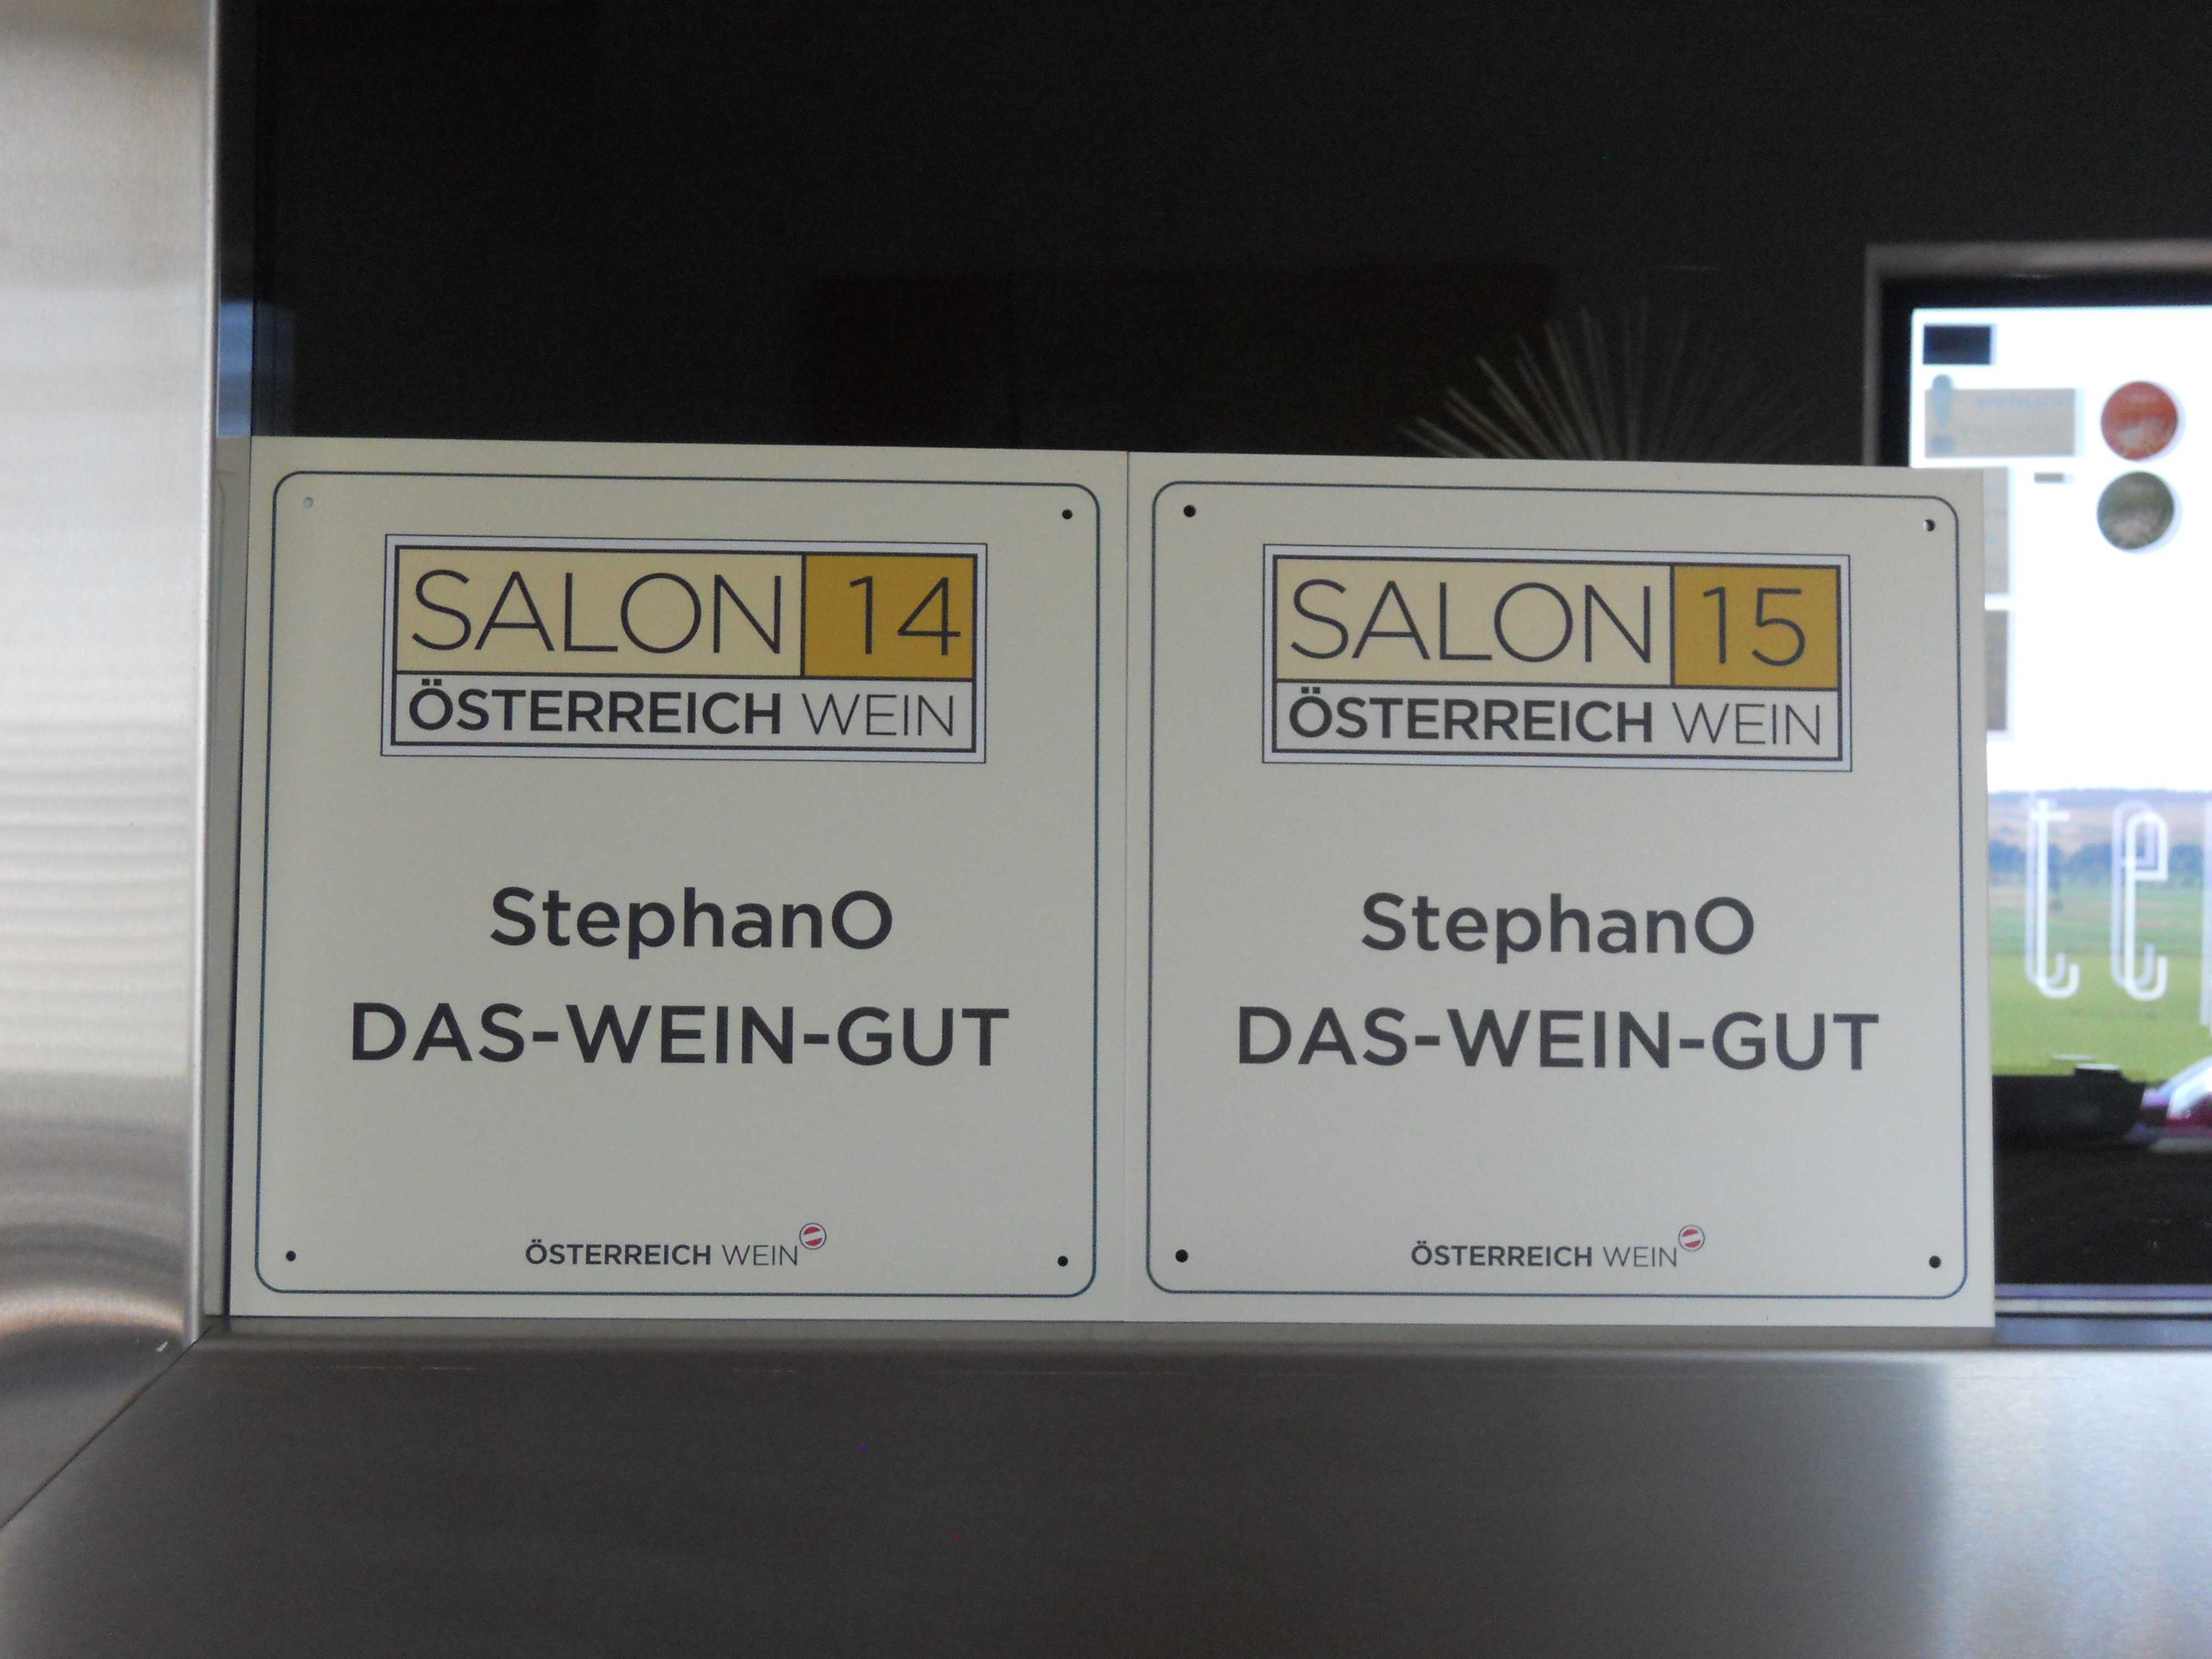 SALON 14
ÖSTERREICH WEIN
StephanO
DAS-WEIN-GUT
ÖSTERREICH WEIN
SALON 15
ÖSTERREICH WEIN
StephanO
DAS-WEIN-GUT
ÖSTERREICH WEIN
te